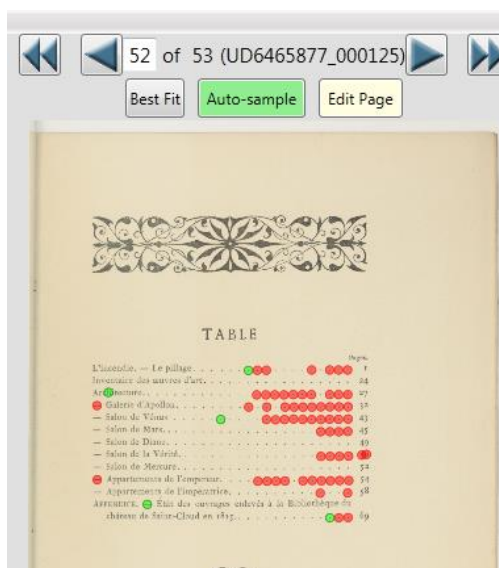 52 of 53 (UD6465877_000125)
Best Fit Auto-sample Edit Page
TABLE
Pages.
L'incendie. — Le pillage. 1
Inventaire des œuvres d'art. 24
Architecture. 27
Galerie d'Apollon. 32
— Salon de Vénus. 43
— Salon de Mars. 45
— Salon de Diane. 49
— Salon de la Vérité.
— Salon de Mercure. 52
Appartements de l'empereur. 54
— Appartements de l'impératrice. 58
APPENDICE. État des ouvrages enlevés à la Bibliothèque du
château de Saint-Cloud en 1815. 69